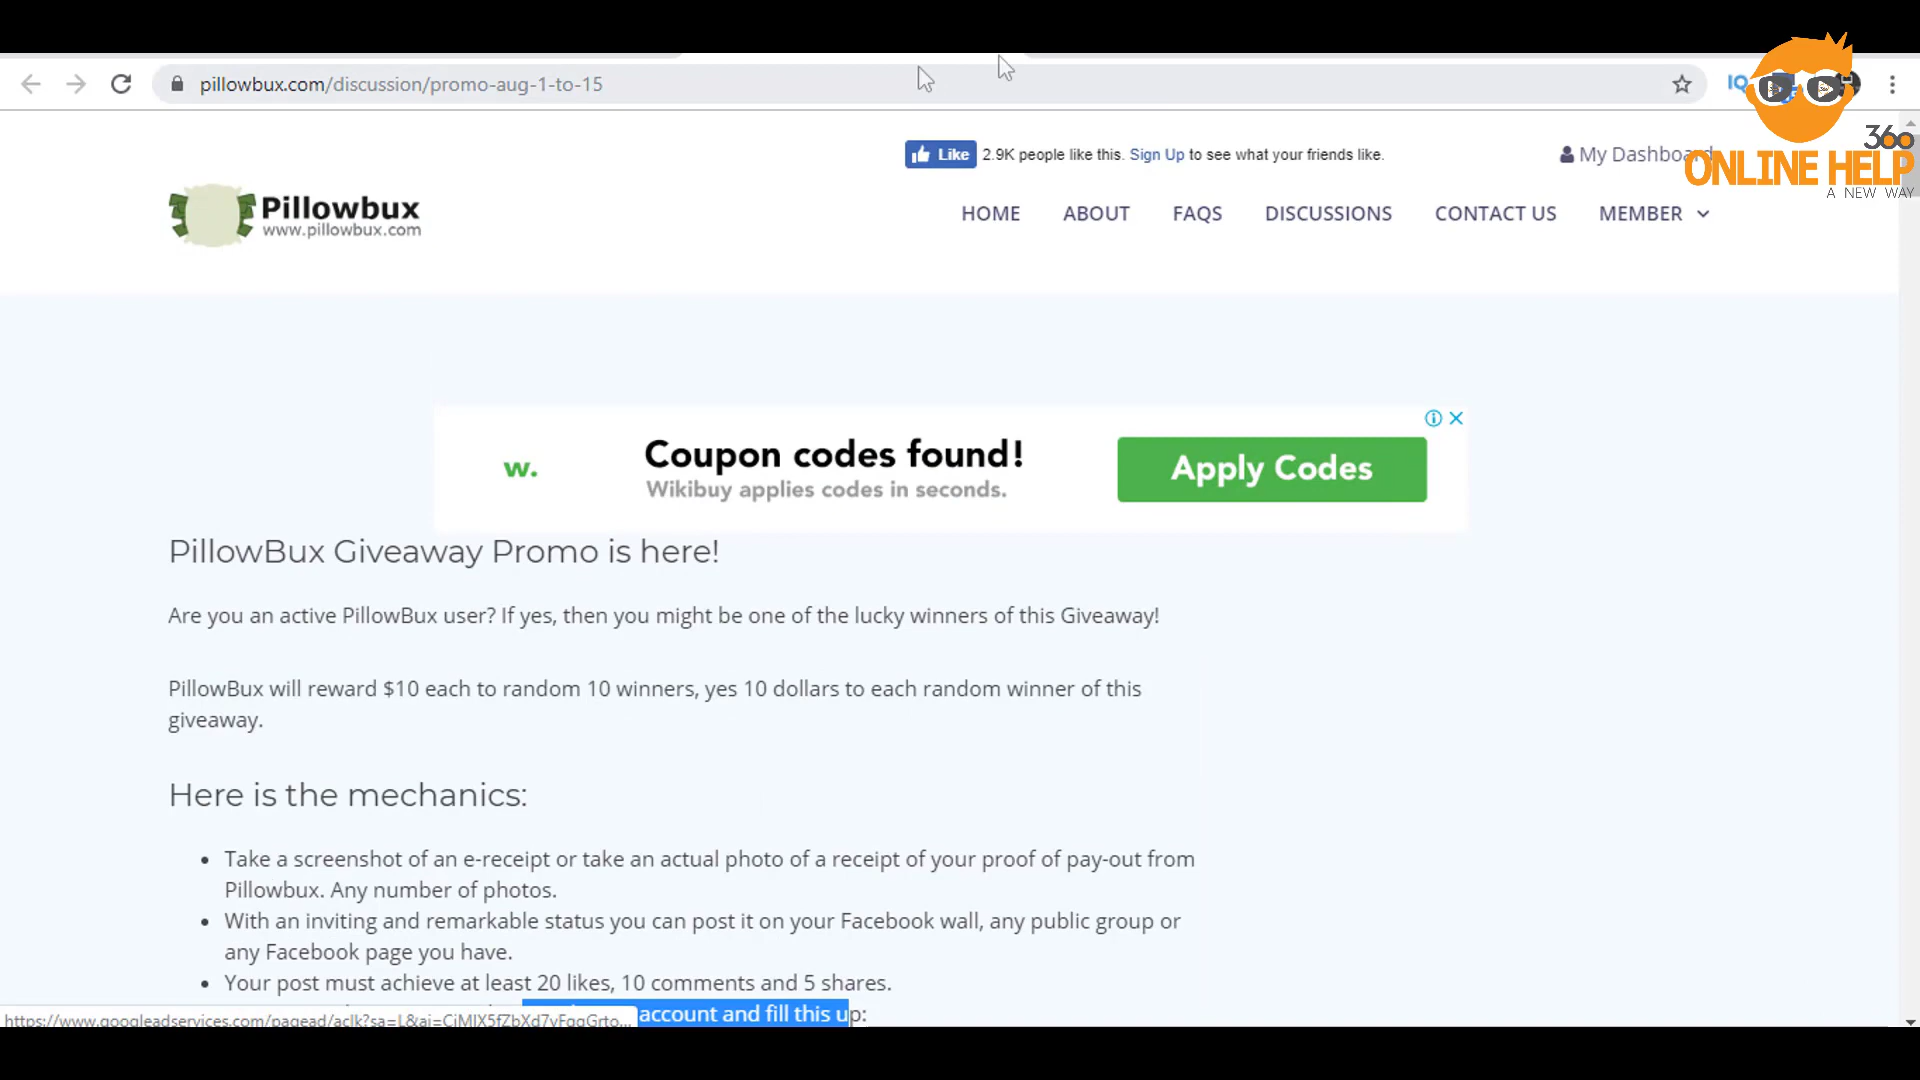 pillowbux.com/discussion/promo-aug-1-to-15
IQ
360
ONLINE HELP
A NEW WAY
Like 2.9K people like this. Sign Up to see what your friends like.
My Dashboard
Pillowbux
www.pillowbux.com
HOME ABOUT FAQS DISCUSSIONS CONTACT US MEMBER
w.
Coupon codes found!
Wikibuy applies codes in seconds.
Apply Codes
PillowBux Giveaway Promo is here!
Are you an active PillowBux user? If yes, then you might be one of the lucky winners of this Giveaway!
PillowBux will reward $10 each to random 10 winners, yes 10 dollars to each random winner of this
giveaway.
Here is the mechanics:
• Take a screenshot of an e-receipt or take an actual photo of a receipt of your proof of pay-out from
Pillowbux. Any number of photos.
• With an inviting and remarkable status you can post it on your Facebook wall, any public group or
any Facebook page you have.
• Your post must achieve at least 20 likes, 10 comments and 5 shares.
account and fill this up: